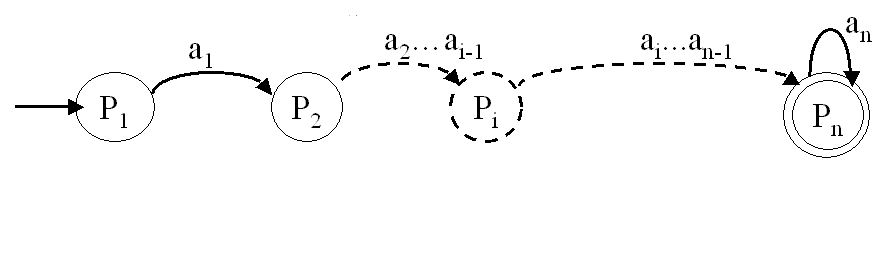 a₁
a₂...aᵢ₋₁
aᵢ...aₙ₋₁
aₙ
P₁
P₂
Pᵢ
Pₙ